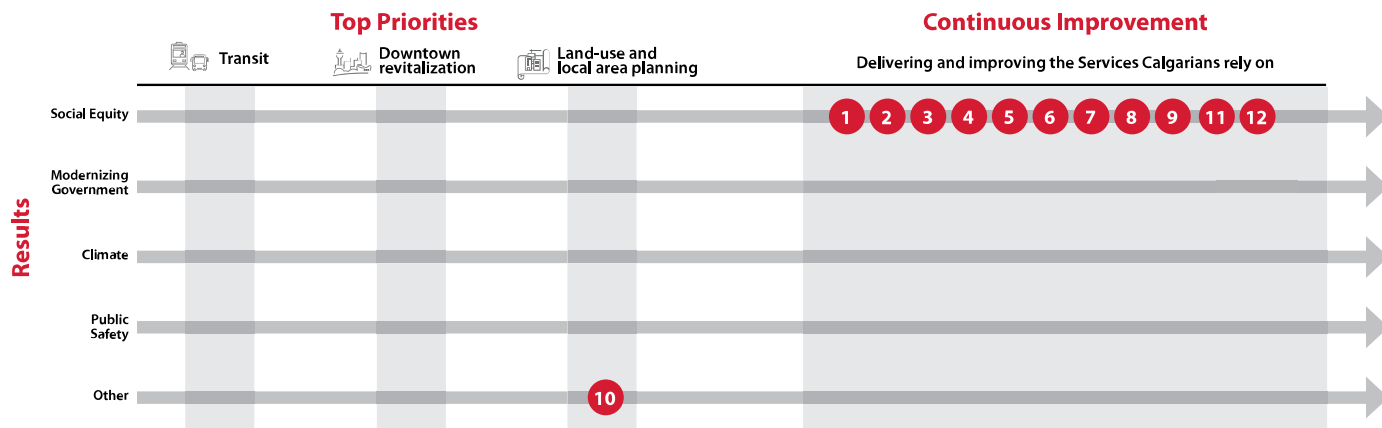 Top Priorities
Continuous Improvement
Transit
Downtown
revitalization
Land-use and
local area planning
Delivering and improving the Services Calgarians rely on
Results
Social Equity
1 2 3 4 5 6 7 8 9 11 12
Modernizing
Government
Climate
Public
Safety
Other
10